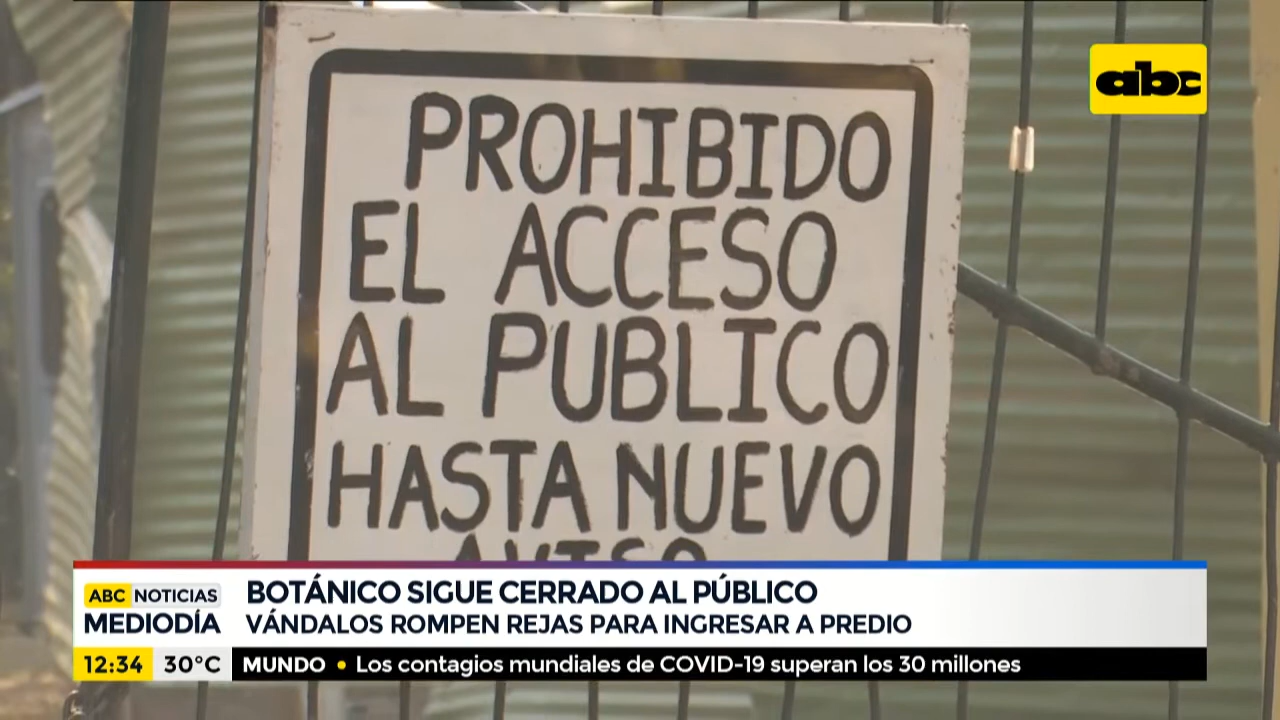 abc
PROHIBIDO
EL ACCESO
AL PUBLICO
HASTA NUEVO
AVISO
ABC NOTICIAS
MEDIODÍA
BOTÁNICO SIGUE CERRADO AL PÚBLICO
VÁNDALOS ROMPEN REJAS PARA INGRESAR A PREDIO
12:34 30°C MUNDO • Los contagios mundiales de COVID-19 superan los 30 millones